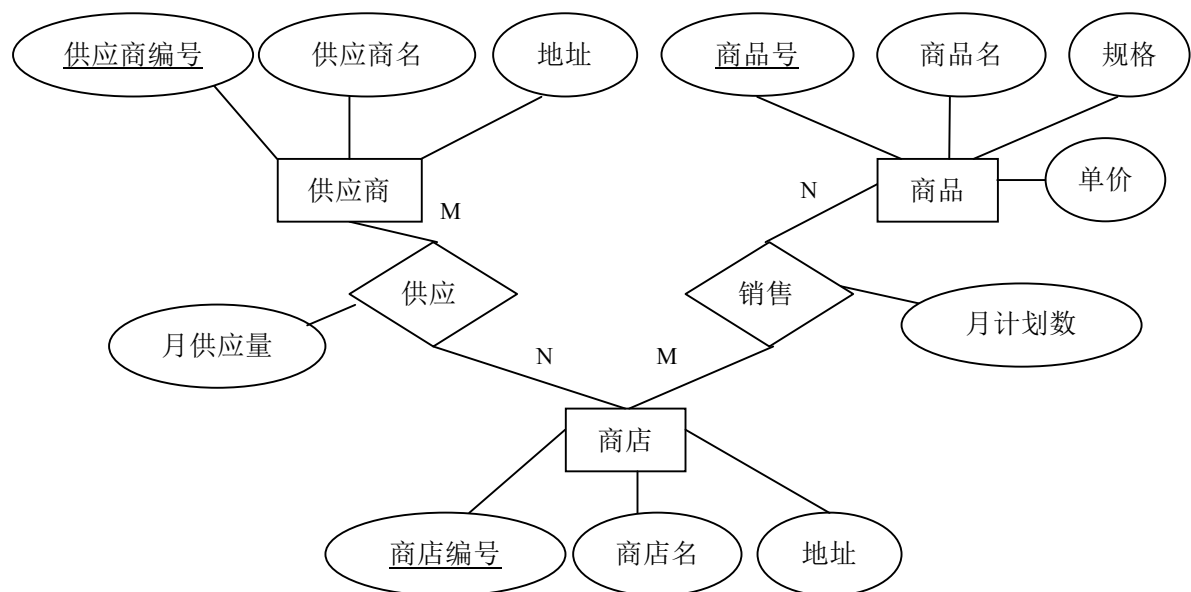 供应商编号
供应商名
地址
商品号
商品名
规格
供应商
商品
单价
M
N
供应
销售
月供应量
月计划数
N
M
商店
商店编号
商店名
地址